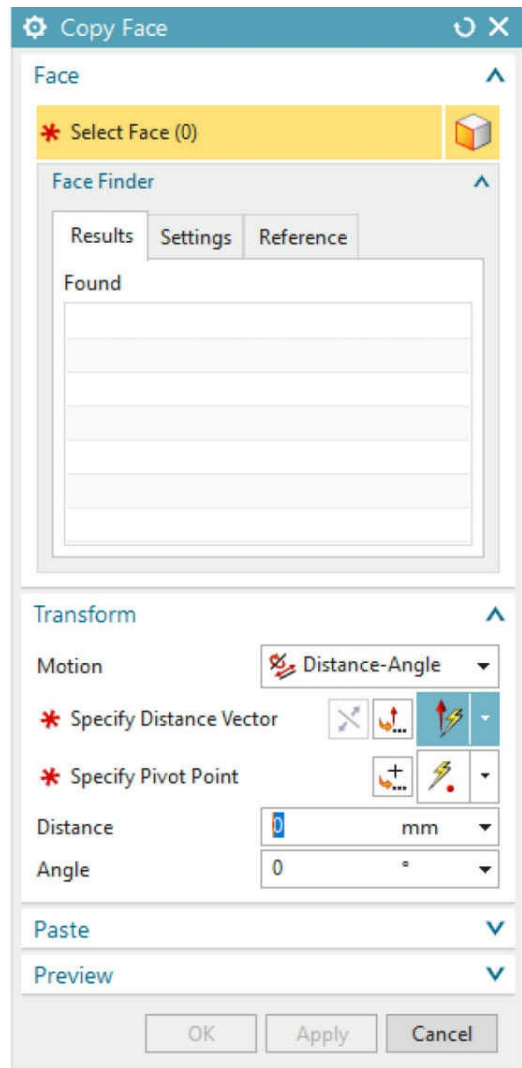 Copy Face
Face
* Select Face (0)
Face Finder
Results Settings Reference
Found
Transform
Motion Distance-Angle
* Specify Distance Vector
* Specify Pivot Point
Distance 0 mm
Angle 0 °
Paste
Preview
OK Apply Cancel